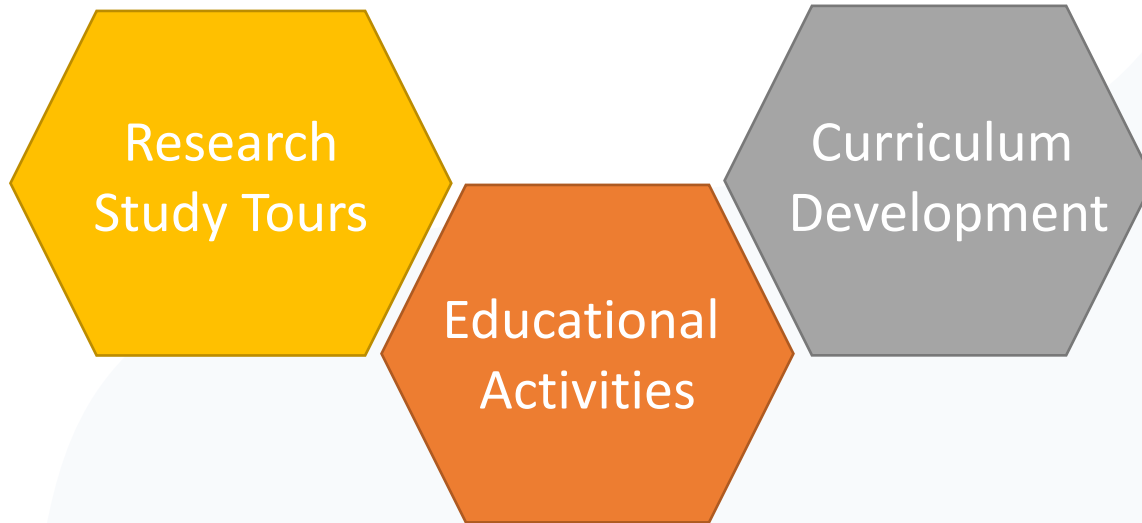 Research
Study Tours
Educational
Activities
Curriculum
Development